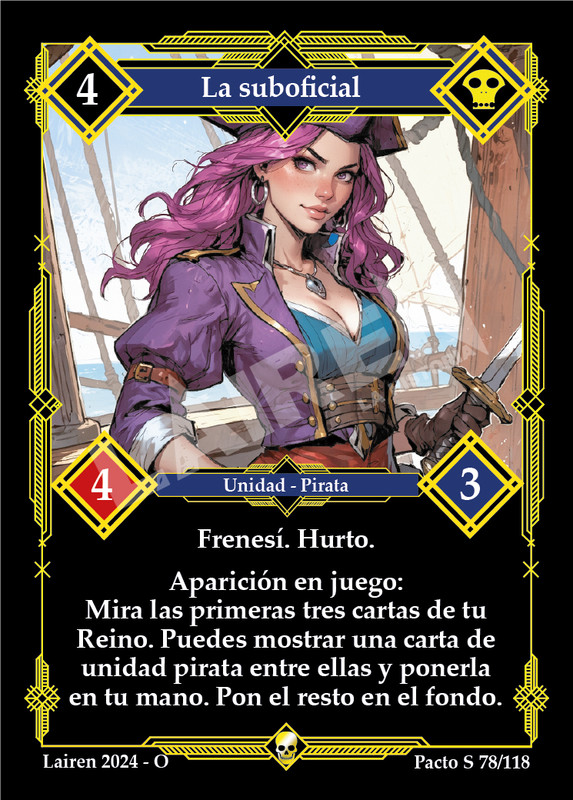 4
La suboficial
4
Unidad - Pirata
3
Frenesí. Hurto.
Aparición en juego:
Mira las primeras tres cartas de tu
Reino. Puedes mostrar una carta de
unidad pirata entre ellas y ponerla
en tu mano. Pon el resto en el fondo.
Lairen 2024 - O
Pacto S 78/118